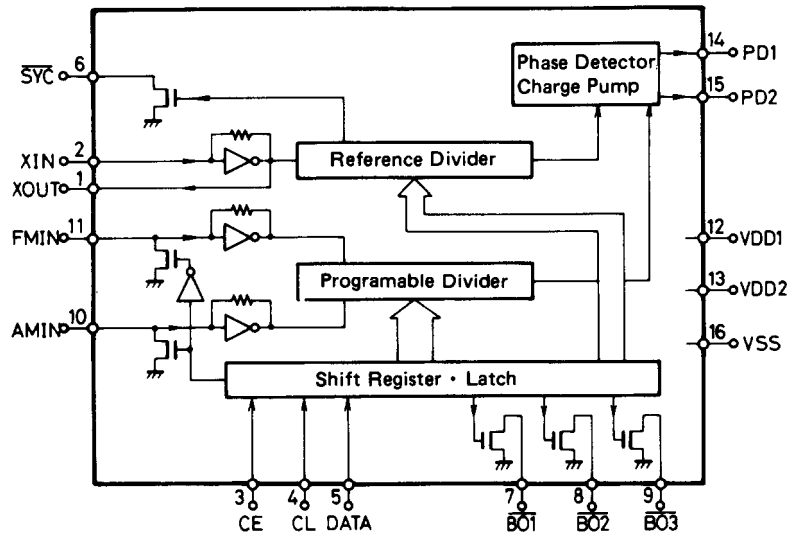 6
SYC
14
PD1
Phase Detector
Charge Pump
15
PD2
2
XIN
Reference Divider
1
XOUT
11
FMIN
12
VDD1
Programable Divider
13
VDD2
10
AMIN
16
VSS
Shift Register · Latch
3
CE
4
CL
5
DATA
7
BO1
8
BO2
9
BO3